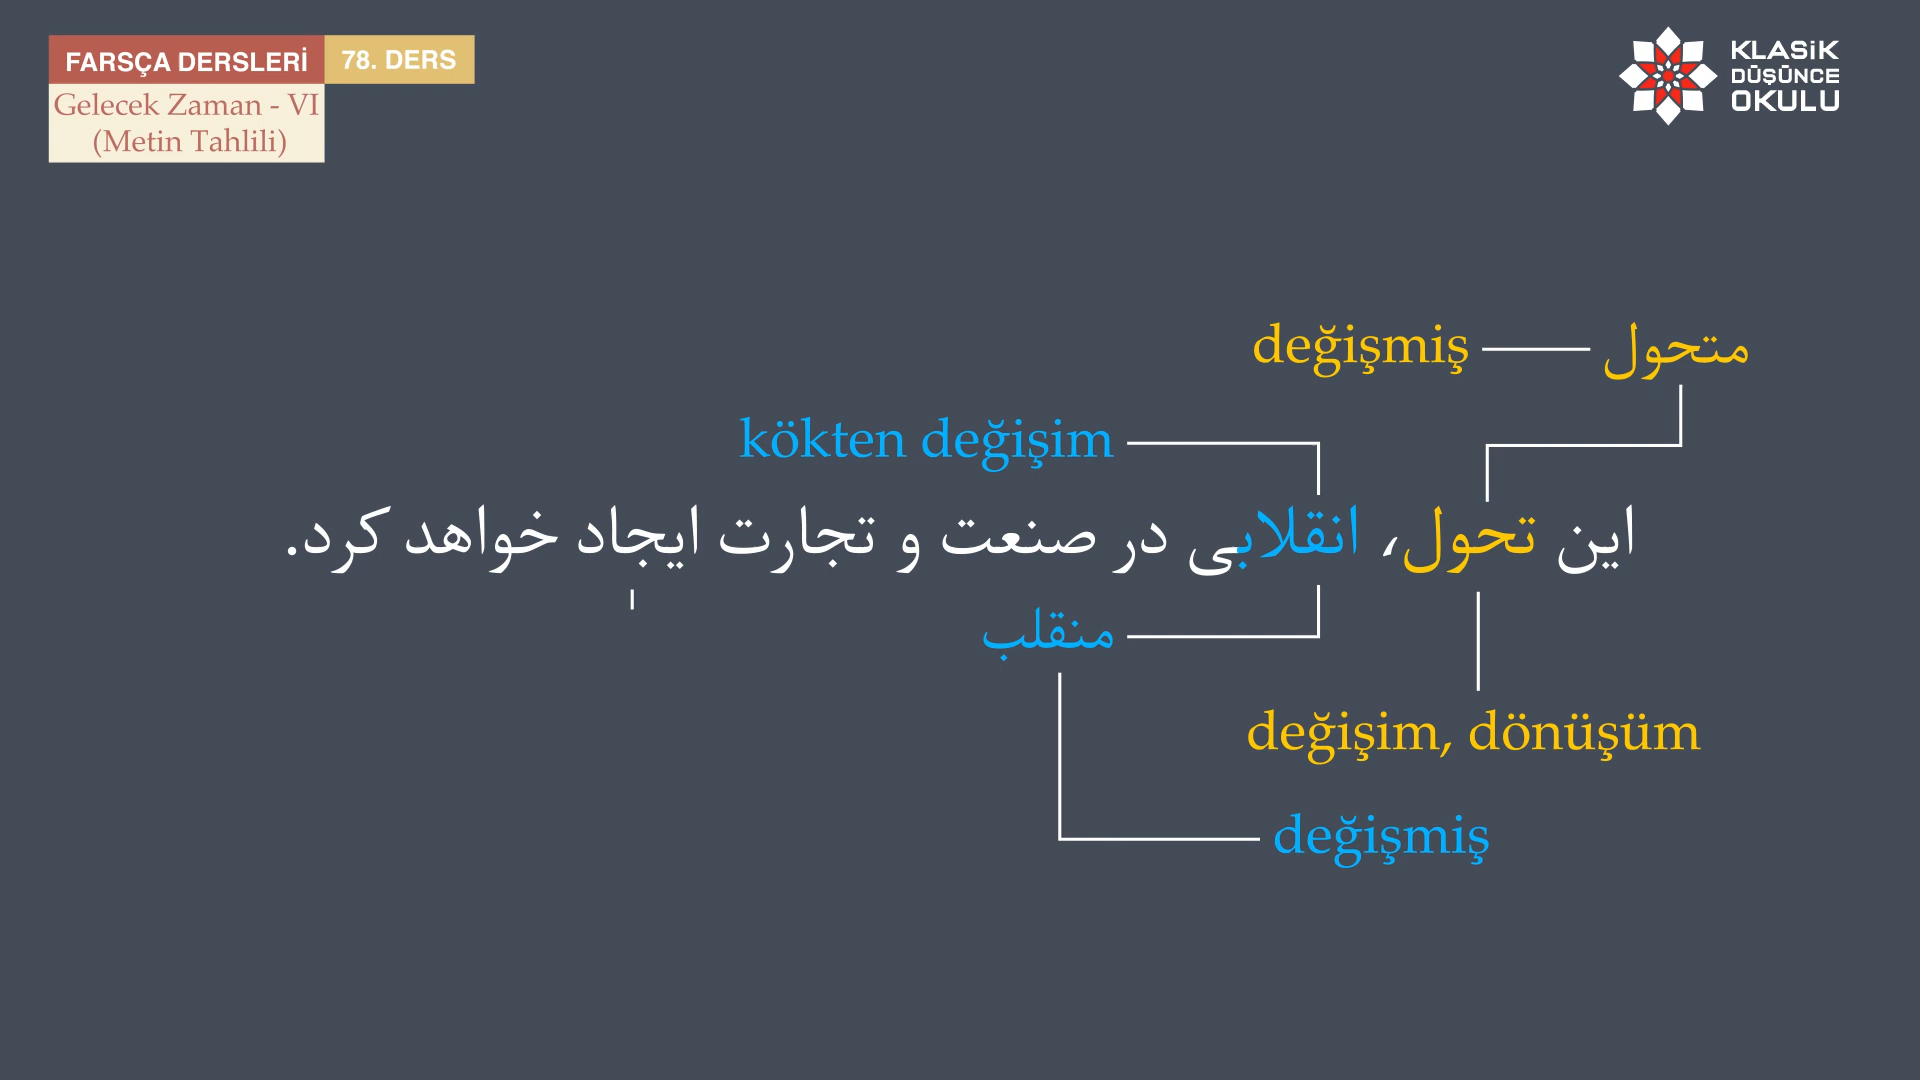 FARSÇA DERSLERİ
78. DERS
Gelecek Zaman - VI
(Metin Tahlili)
KLASiK
DÜŞÜNCE
OKULU
متحول
değişmiş
kökten değişim
این تحول، انقلابی در صنعت و تجارت ایجاد خواهد کرد.
منقلب
değişim, dönüşüm
değişmiş